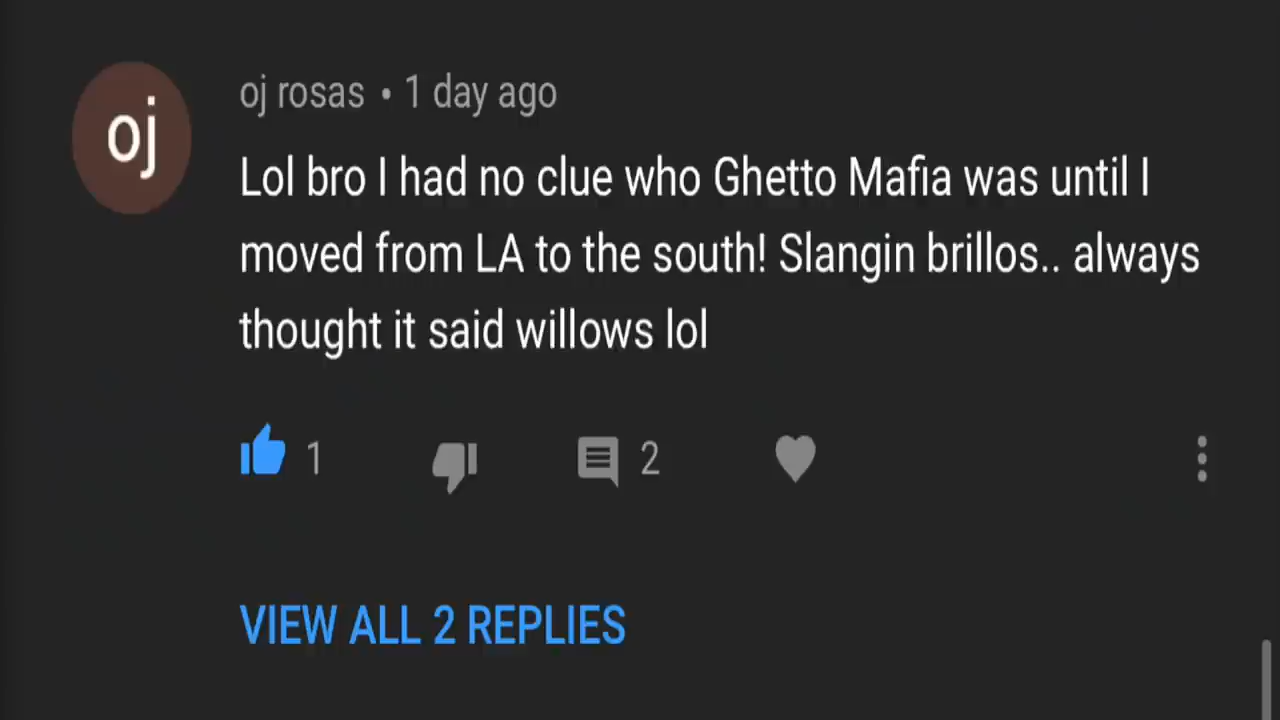 oj
oj rosas • 1 day ago
Lol bro I had no clue who Ghetto Mafia was until I
moved from LA to the south! Slangin brillos.. always
thought it said willows lol
1
2
VIEW ALL 2 REPLIES